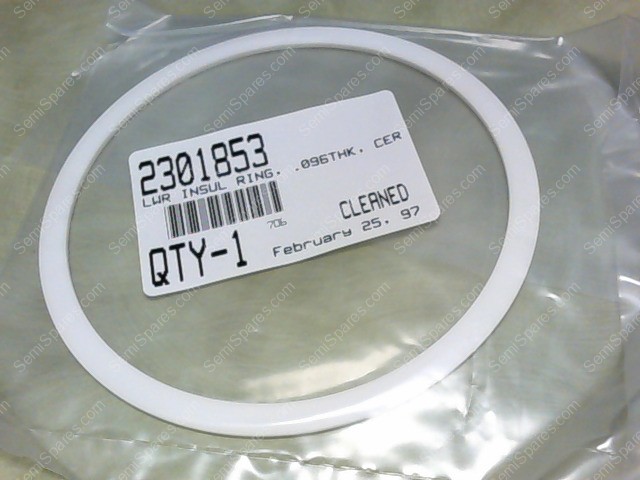 2301853
LWR INSUL RING. .096THK. CER
706
CLEANED
QTY-1
February 25. 97
SemiSpares.com